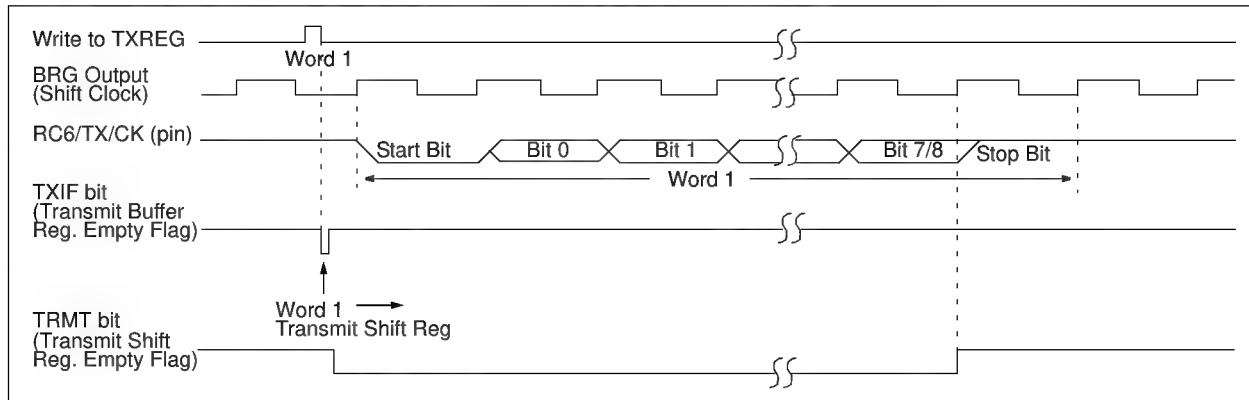 Write to TXREG
Word 1
BRG Output
(Shift Clock)
RC6/TX/CK (pin)
Start Bit
Bit 0
Bit 1
Bit 7/8
Stop Bit
Word 1
TXIF bit
(Transmit Buffer
Reg. Empty Flag)
Word 1
Transmit Shift Reg
TRMT bit
(Transmit Shift
Reg. Empty Flag)